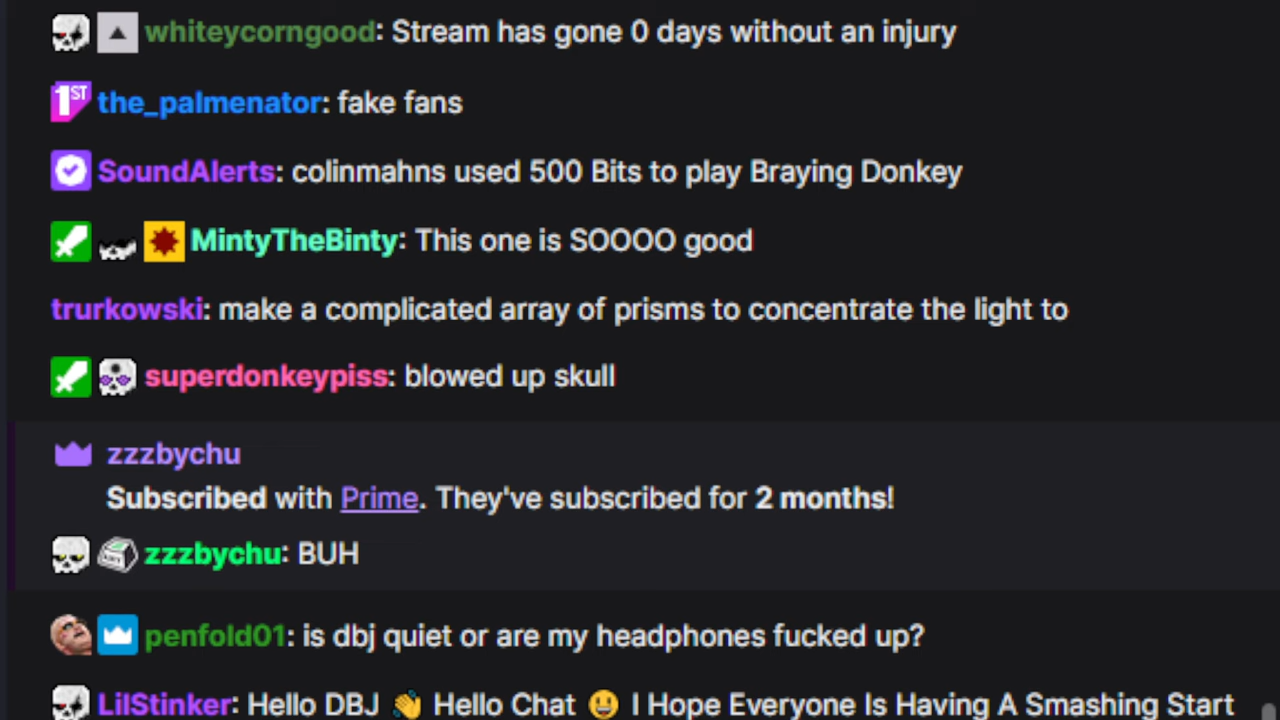 whiteycorngood: Stream has gone 0 days without an injury
1ST the_palmenator: fake fans
SoundAlerts: colinmahns used 500 Bits to play Braying Donkey
MintyTheBinty: This one is SOOOO good
trurkowski: make a complicated array of prisms to concentrate the light to
superdonkeypiss: blowed up skull
zzzbychu
Subscribed with Prime. They've subscribed for 2 months!
zzzbychu: BUH
penfold01: is dbj quiet or are my headphones fucked up?
LilStinker: Hello DBJ 👏 Hello Chat 😃 I Hope Everyone Is Having A Smashing Start